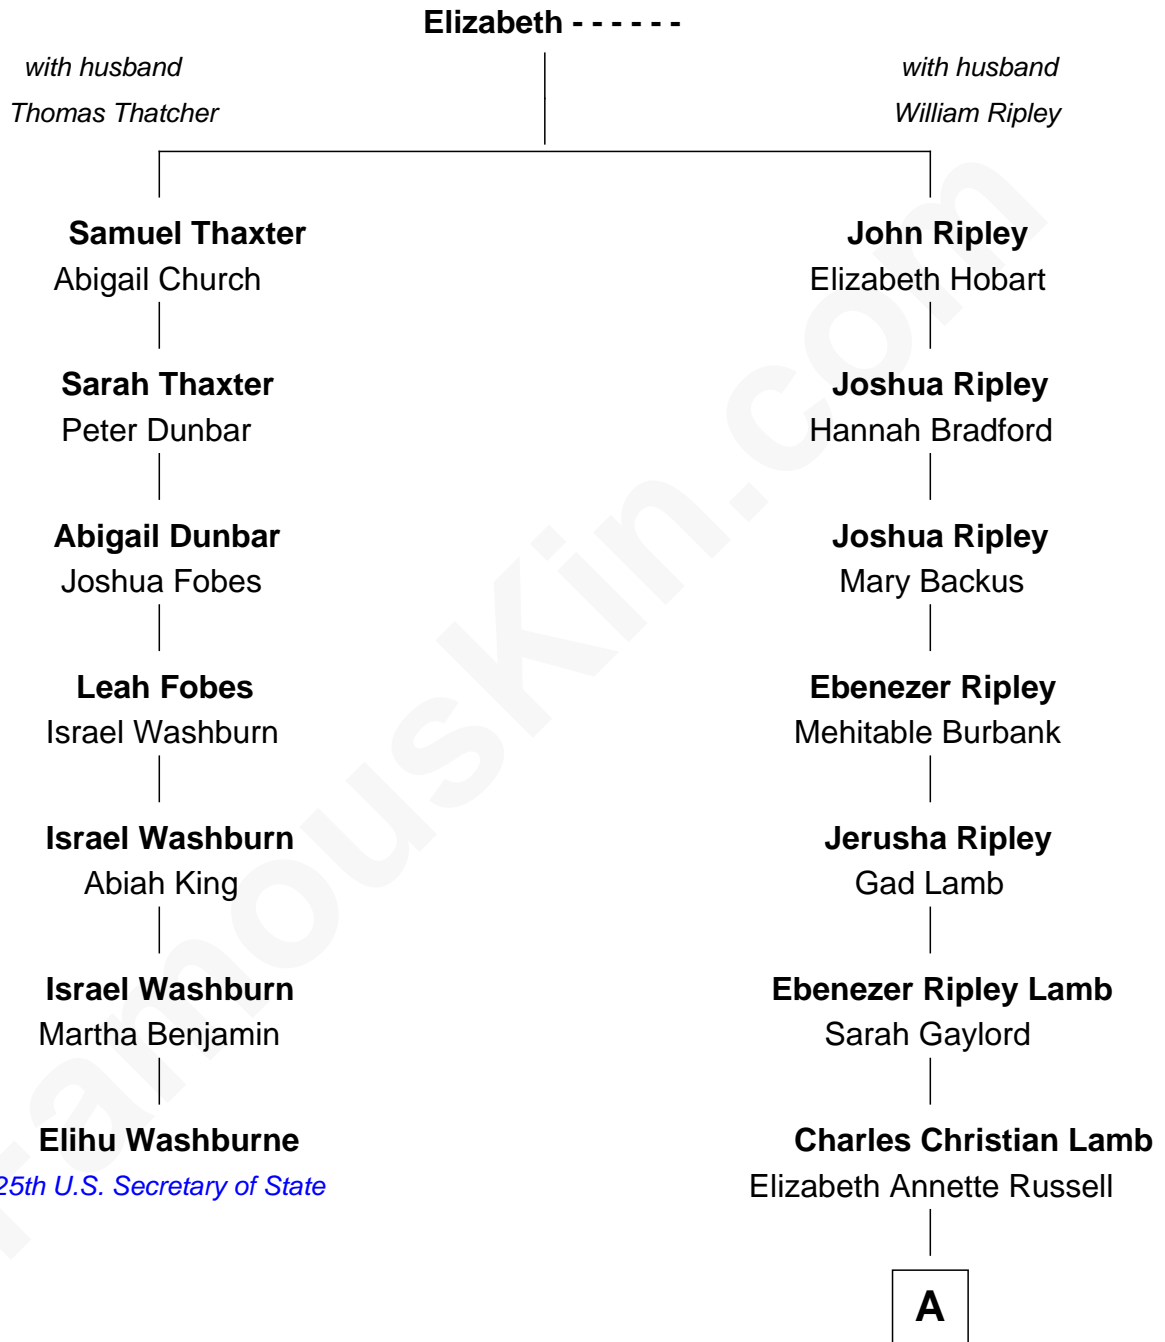 Elizabeth - - - - - -
with husband
Thomas Thatcher
with husband
William Ripley
Samuel Thaxter
Abigail Church
John Ripley
Elizabeth Hobart
Sarah Thaxter
Peter Dunbar
Joshua Ripley
Hannah Bradford
Abigail Dunbar
Joshua Fobes
Joshua Ripley
Mary Backus
Leah Fobes
Israel Washburn
Ebenezer Ripley
Mehitable Burbank
Israel Washburn
Abiah King
Jerusha Ripley
Gad Lamb
Israel Washburn
Martha Benjamin
Ebenezer Ripley Lamb
Sarah Gaylord
Elihu Washburne
25th U.S. Secretary of State
Charles Christian Lamb
Elizabeth Annette Russell
A
FamousKin.com